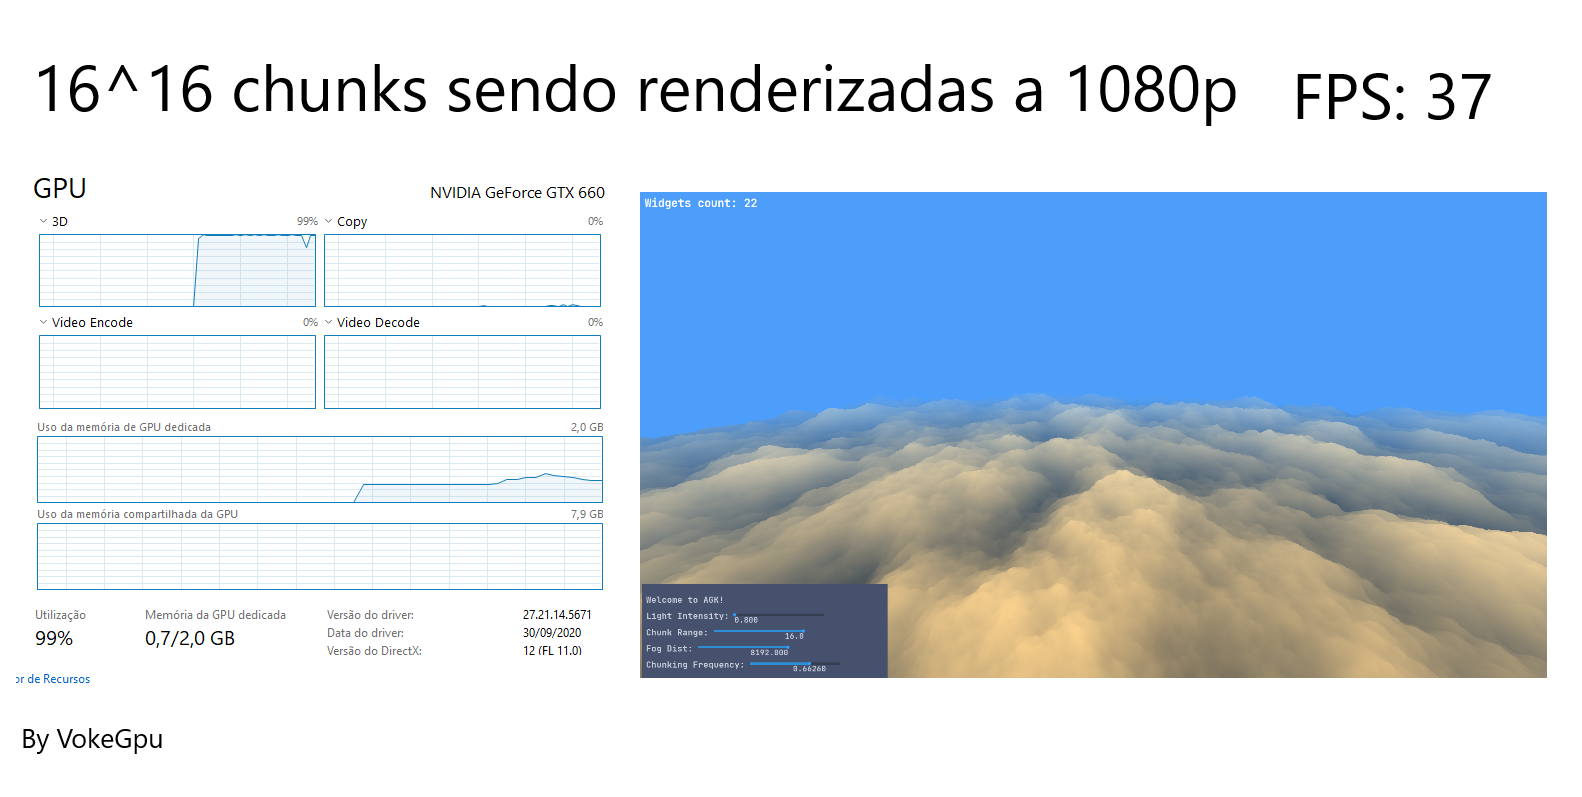 16^16 chunks sendo renderizadas a 1080p FPS: 37
GPU
NVIDIA GeForce GTX 660
3D 99%
Copy 0%
Video Encode 0%
Video Decode 0%
Uso da memória de GPU dedicada 2,0 GB
Uso da memória compartilhada da GPU 7,9 GB
Utilização
99%
Memória da GPU dedicada
0,7/2,0 GB
Versão do driver: 27.21.14.5671
Data do driver: 30/09/2020
Versão do DirectX: 12 (FL 11.0)
or de Recursos
Widgets count: 22
Welcome to AGK!
Light Intensity: 0.800
Chunk Range: 16.0
Fog Dist: 8192.000
Chunking Frequency: 0.66260
By VokeGpu